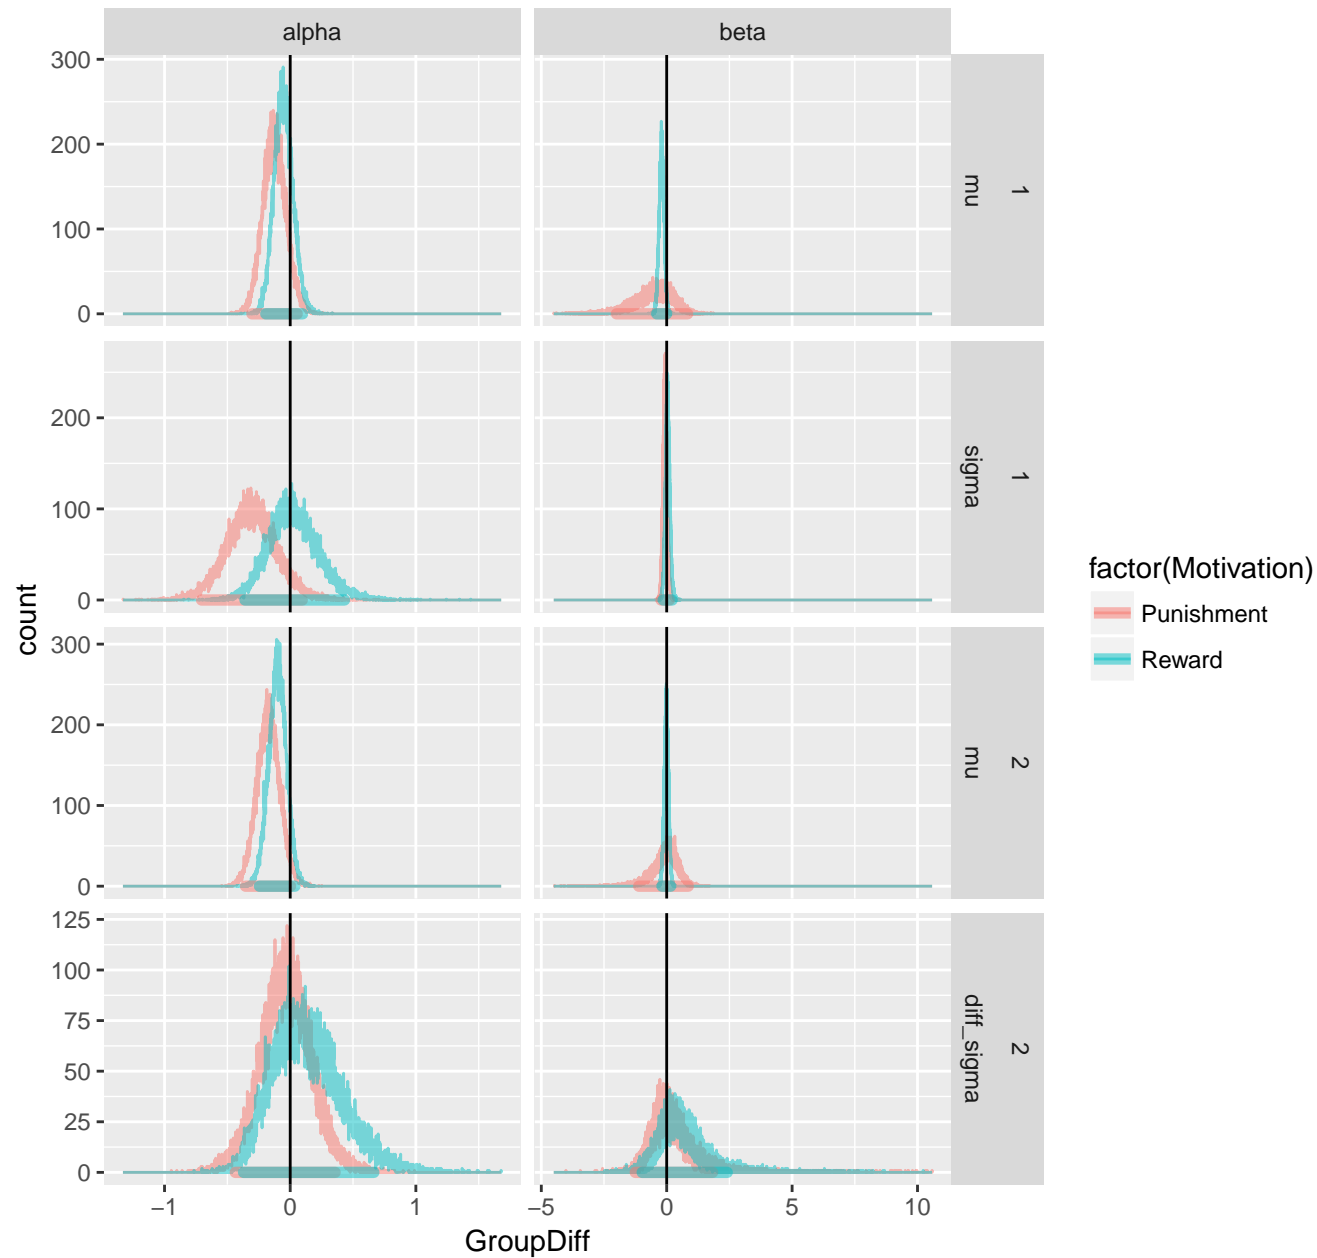 alpha
beta
300
200
100
0
mu
1
200
100
0
sigma
1
300
200
100
0
mu
2
125
100
75
50
25
0
diff_sigma
2
−1 0 1
−5 0 5 10
GroupDiff
count
factor(Motivation)
Punishment
Reward